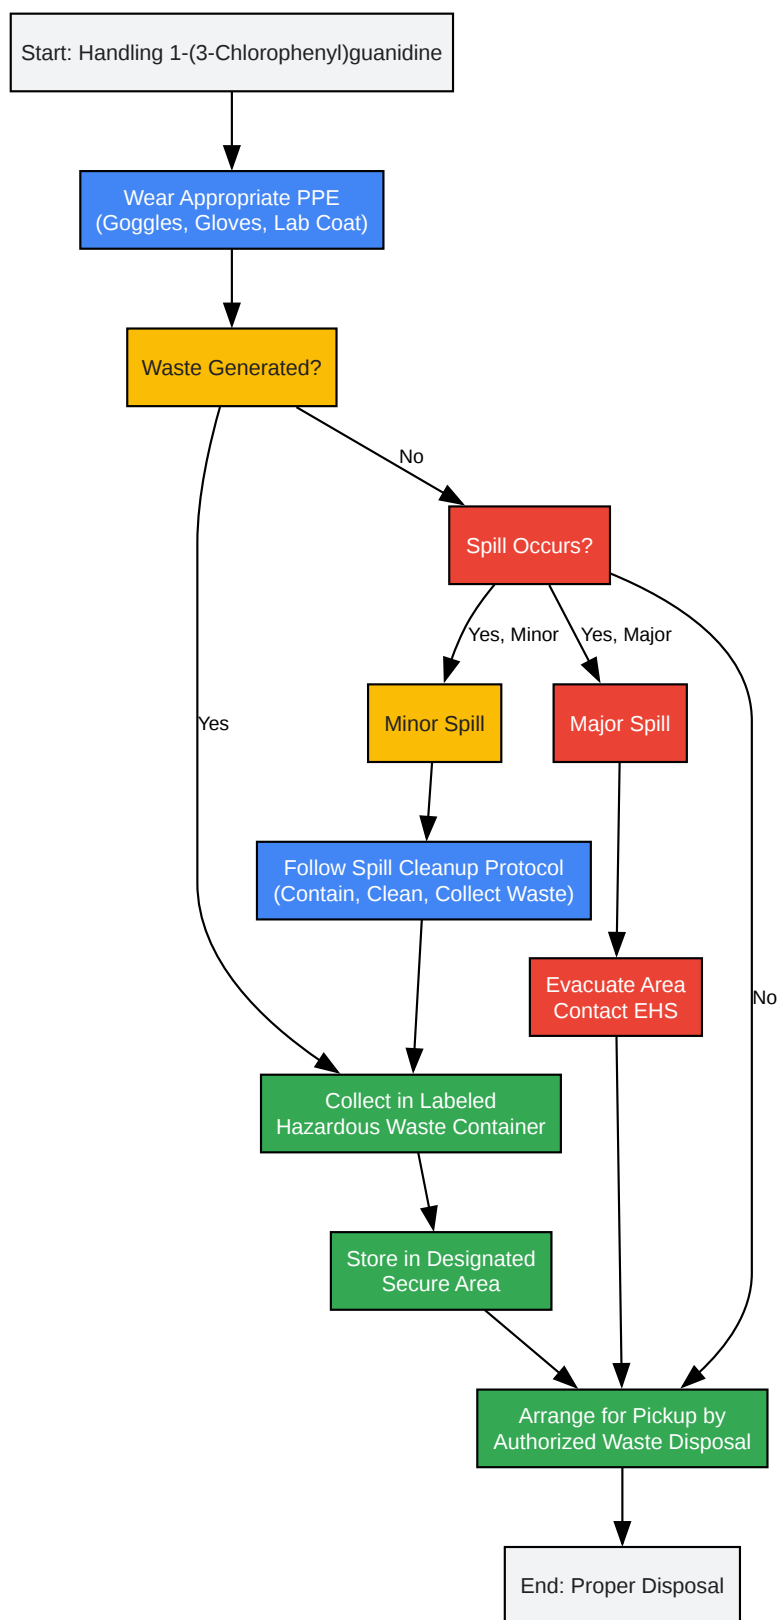 Start: Handling 1-(3-Chlorophenyl)guanidine
Wear Appropriate PPE
(Goggles, Gloves, Lab Coat)
Waste Generated?
No
Spill Occurs?
Yes, Minor
Yes, Major
Yes
Minor Spill
Major Spill
Follow Spill Cleanup Protocol
(Contain, Clean, Collect Waste)
Evacuate Area
Contact EHS
No
Collect in Labeled
Hazardous Waste Container
Store in Designated
Secure Area
Arrange for Pickup by
Authorized Waste Disposal
End: Proper Disposal